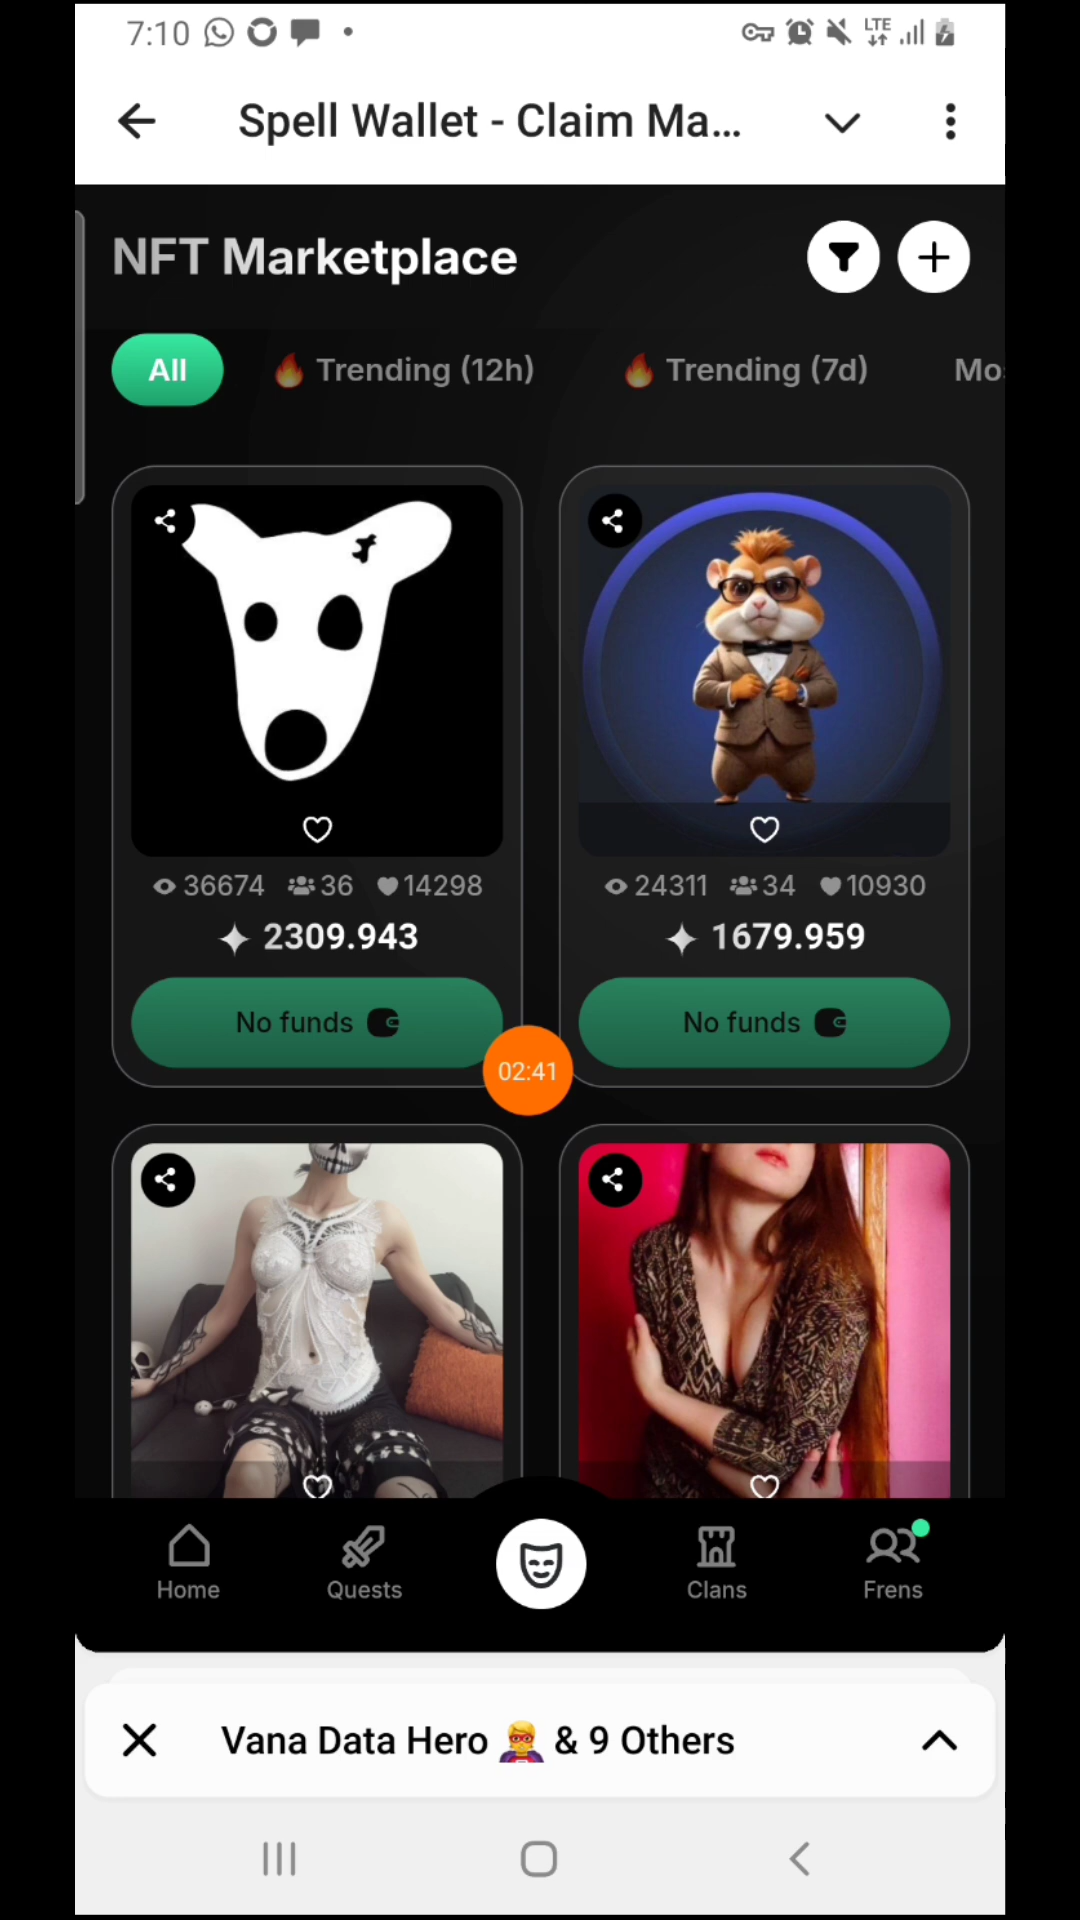 7:10
LTE
Spell Wallet - Claim Ma...
NFT Marketplace
All
🔥 Trending (12h)
🔥 Trending (7d)
Mo
36674 36 14298
24311 34 10930
2309.943
1679.959
No funds
No funds
02:41
Home
Quests
Clans
Frens
Vana Data Hero 🦸 & 9 Others